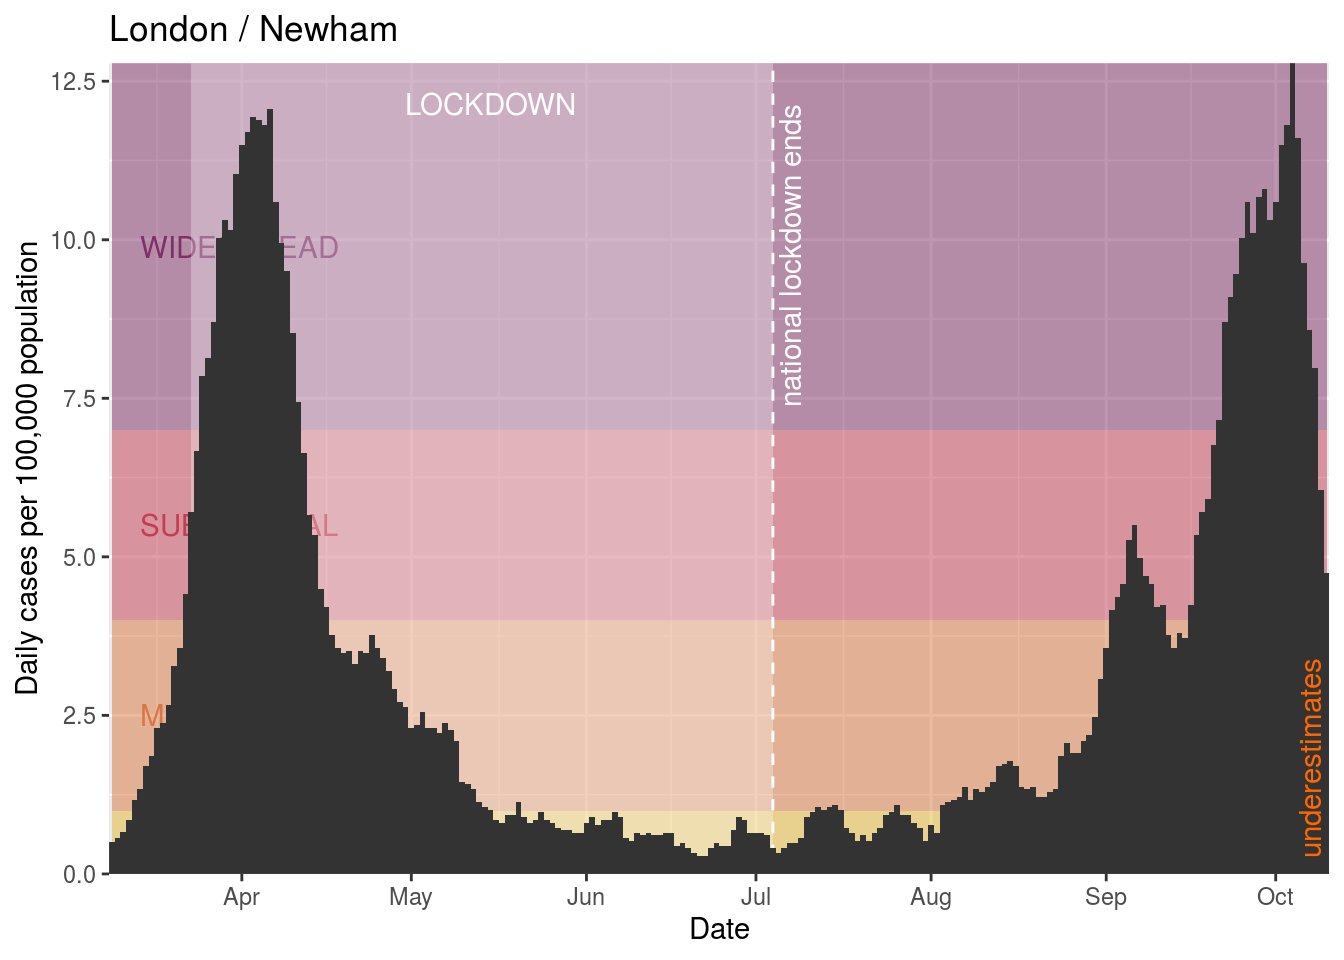 London / Newham
Daily cases per 100,000 population
12.5
10.0
7.5
5.0
2.5
0.0
LOCKDOWN
national lockdown ends
underestimates
Apr
May
Jun
Jul
Aug
Sep
Oct
Date